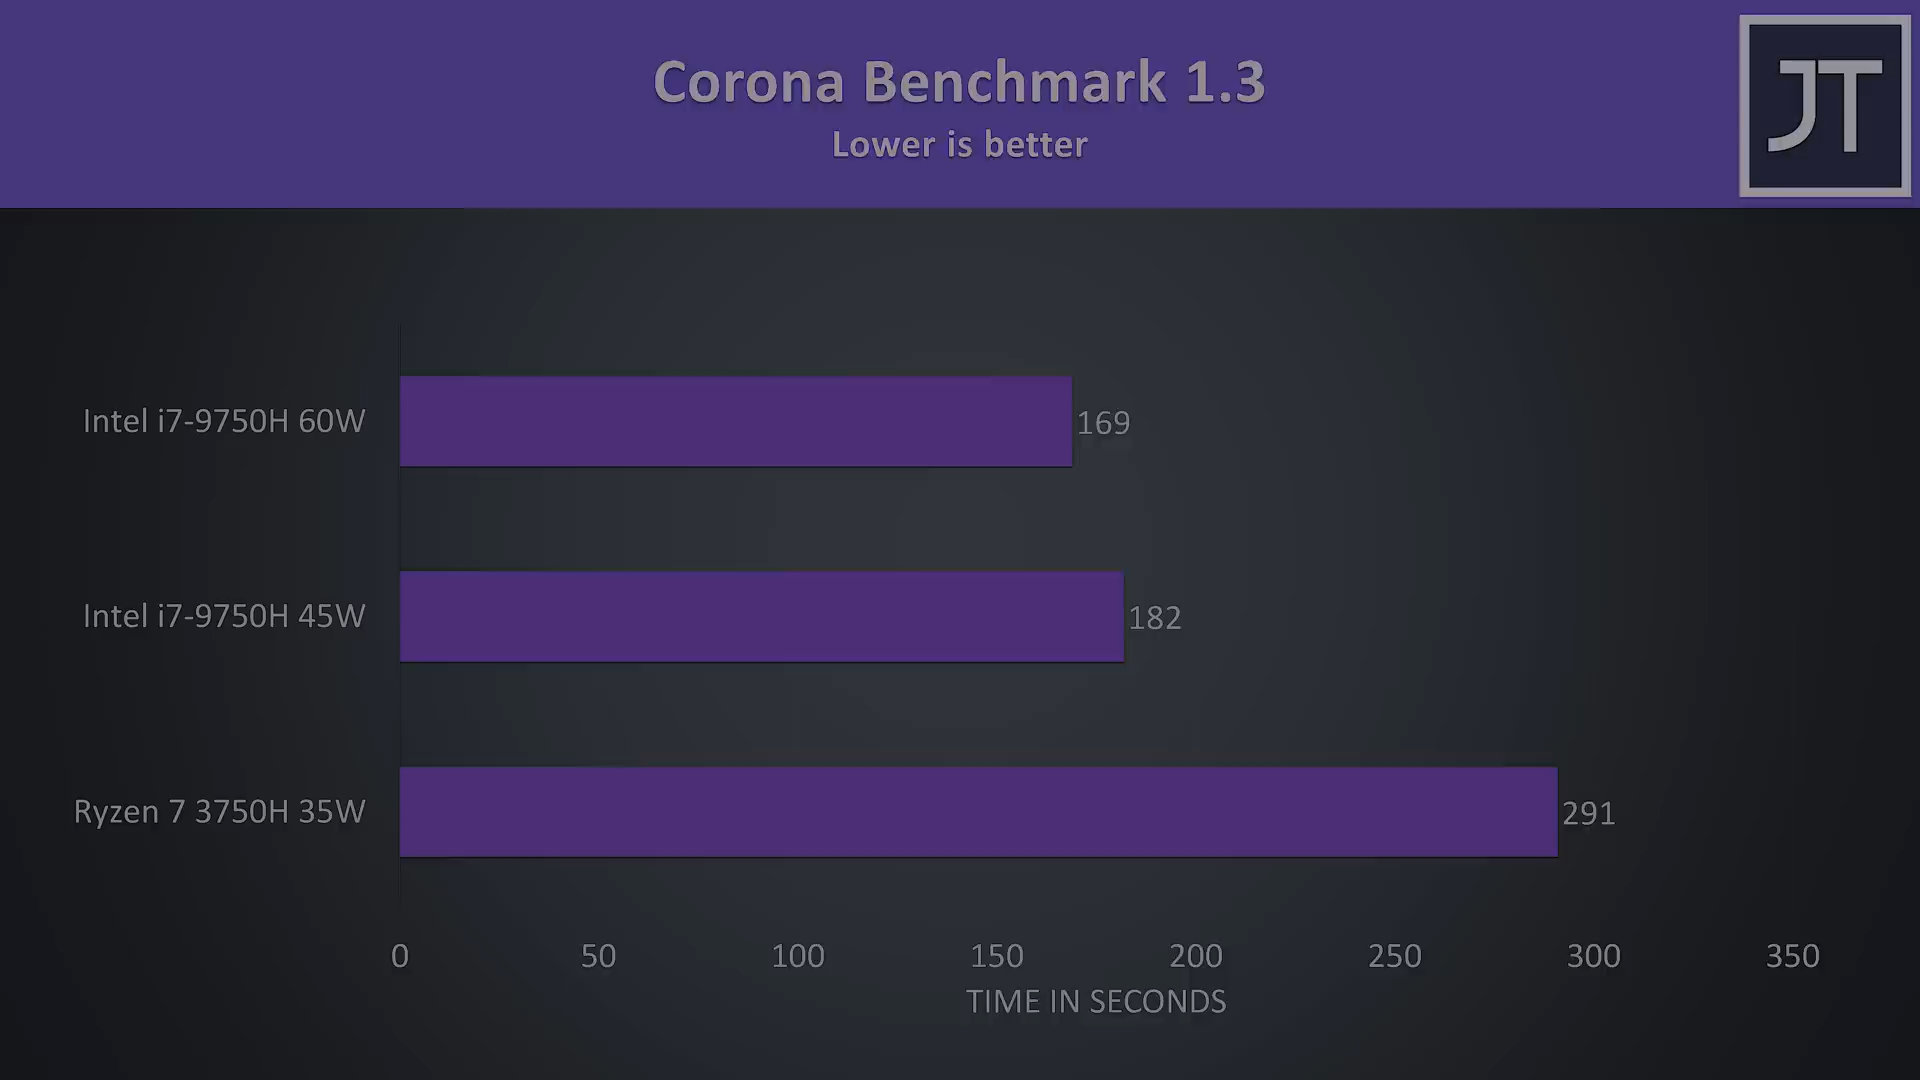 Corona Benchmark 1.3
Lower is better
JT
Intel i7-9750H 60W
169
Intel i7-9750H 45W
182
Ryzen 7 3750H 35W
291
0 50 100 150 200 250 300 350
TIME IN SECONDS